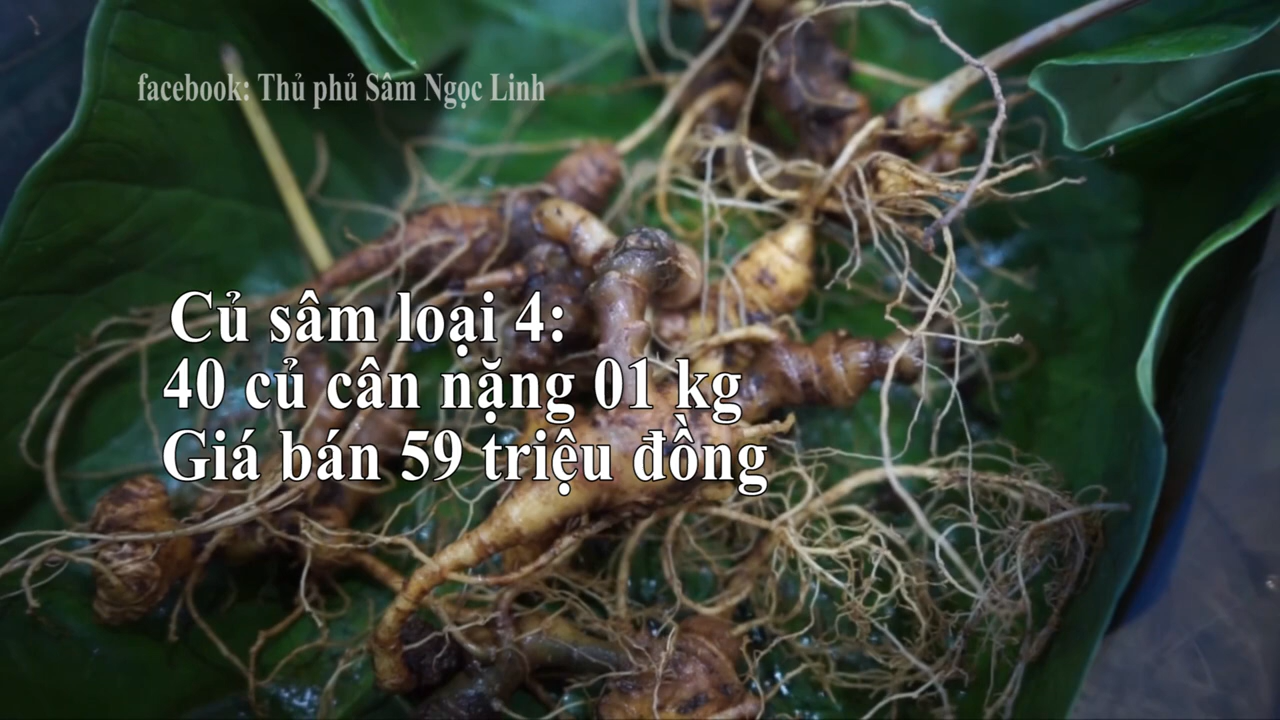 facebook: Thủ phủ Sâm Ngọc Linh
Củ sâm loại 4:
40 củ cân nặng 01 kg
Giá bán 59 triệu đồng